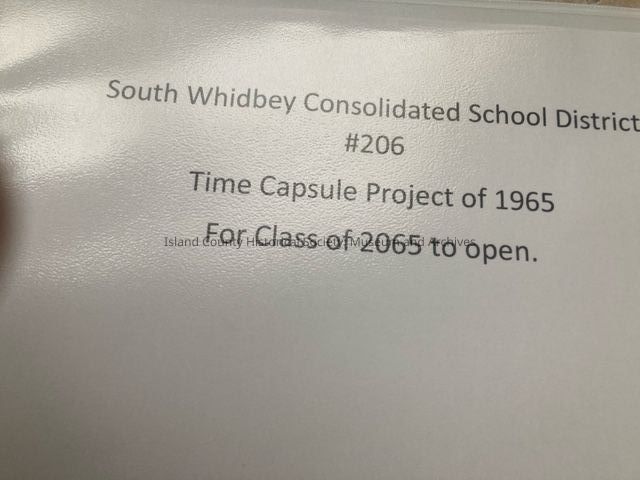 South Whidbey Consolidated School District
#206
Time Capsule Project of 1965
For Class of 2065 to open.
Island County Historical Society, Museum and Archives